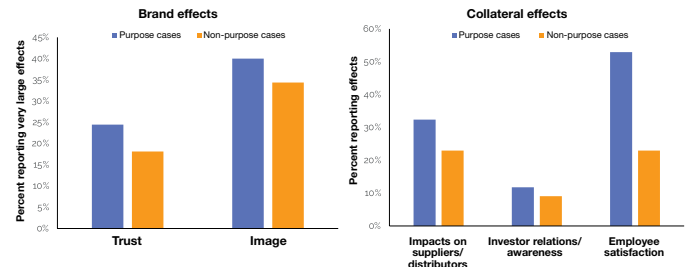 Brand effects
Percent reporting very large effects
45%
40%
35%
30%
25%
20%
15%
10%
5%
0%
Purpose cases Non-purpose cases
Trust Image
Collateral effects
Percent reporting effects
60%
50%
40%
30%
20%
10%
0%
Purpose cases Non-purpose cases
Impacts on
suppliers/
distributors
Investor relations/
awareness
Employee
satisfaction